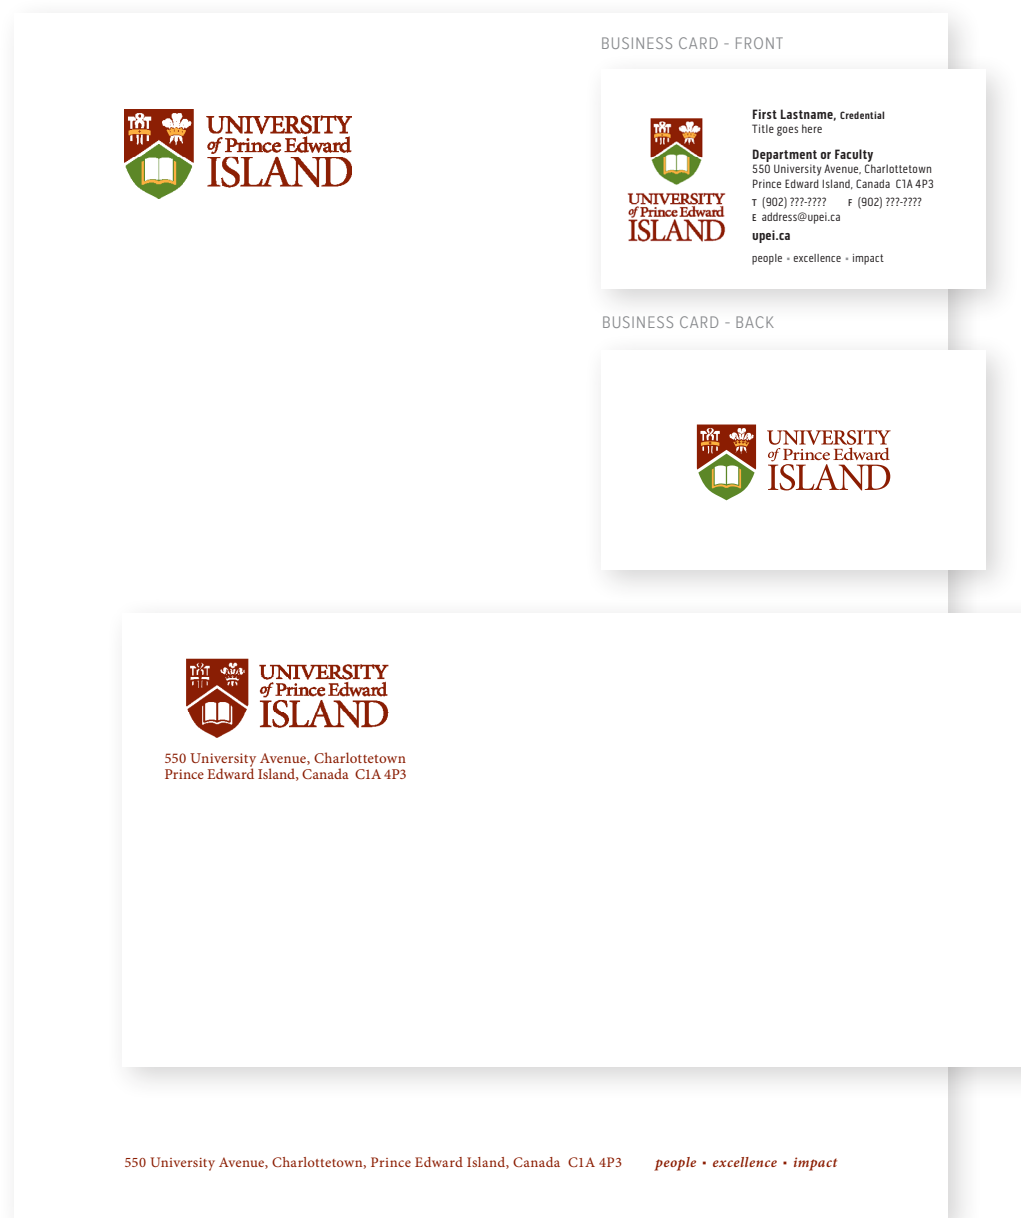 BUSINESS CARD - FRONT
UNIVERSITY
of Prince Edward
ISLAND
First Lastname, Credential
Title goes here
Department or Faculty
550 University Avenue, Charlottetown
Prince Edward Island, Canada C1A 4P3
T (902) ???-???? F (902) ???-????
E address@upei.ca
upei.ca
people • excellence • impact
UNIVERSITY
of Prince Edward
ISLAND
BUSINESS CARD - BACK
UNIVERSITY
of Prince Edward
ISLAND
UNIVERSITY
of Prince Edward
ISLAND
550 University Avenue, Charlottetown
Prince Edward Island, Canada C1A 4P3
550 University Avenue, Charlottetown, Prince Edward Island, Canada C1A 4P3 people • excellence • impact